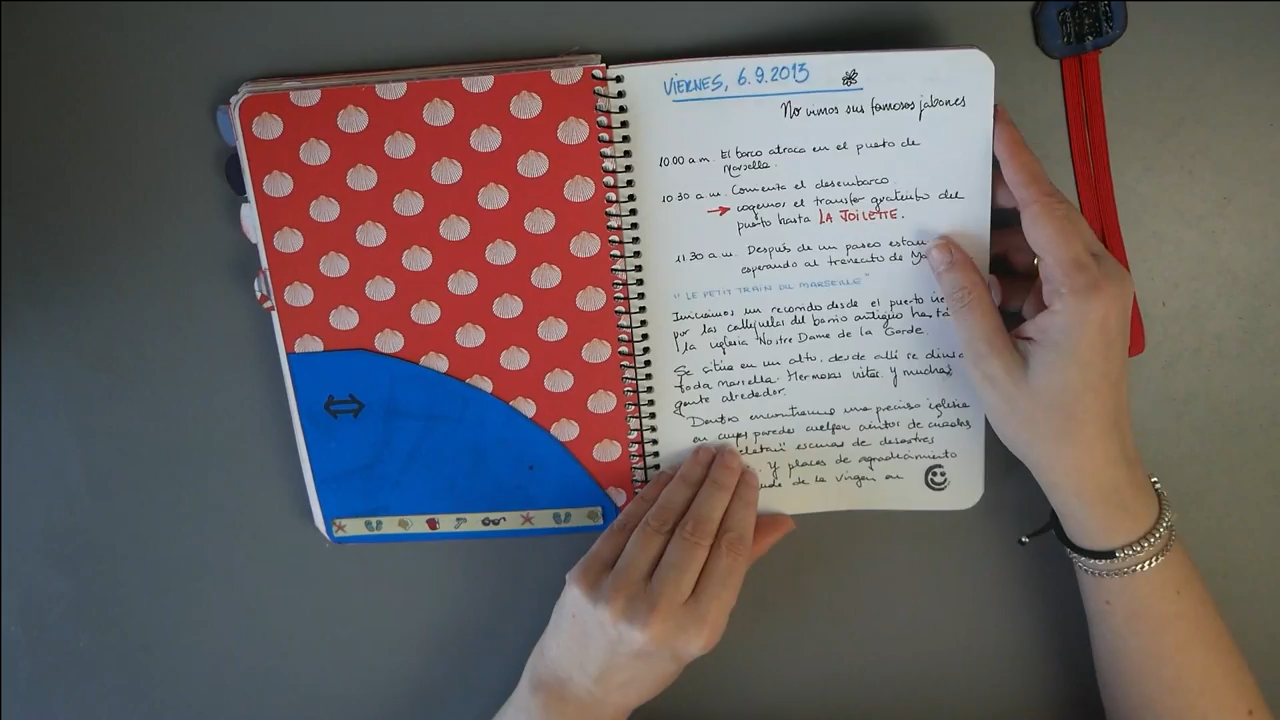 VIERNES, 6.9.2013
No vimos sus famosos jabones
10:00 a.m. El barco atraca en el puerto de
Marsella.
10:30 a.m. Comienza el desembarco
→ cogemos el transfer gratuito del
puerto hasta LA JOILETTE.
11:30 a.m. Después de un paseo
esperando al trenecito de
"LE PETIT TRAIN DU MARSEILLE"
Iniciamos un recorrido desde el puerto
por las callejuelas del barrio antiguo hasta
la iglesia Nostre Dame de la Garde.
Se sitúa en un alto, desde allí se divisa
toda marsella. Hermosas vistas y mucha
gente alrededor.
Dentro encontramos una preciosa iglesia
en cuyas paredes cuelgan cientos de cuadros
escenas de desastres
y placas de agradecimiento
de la virgen en